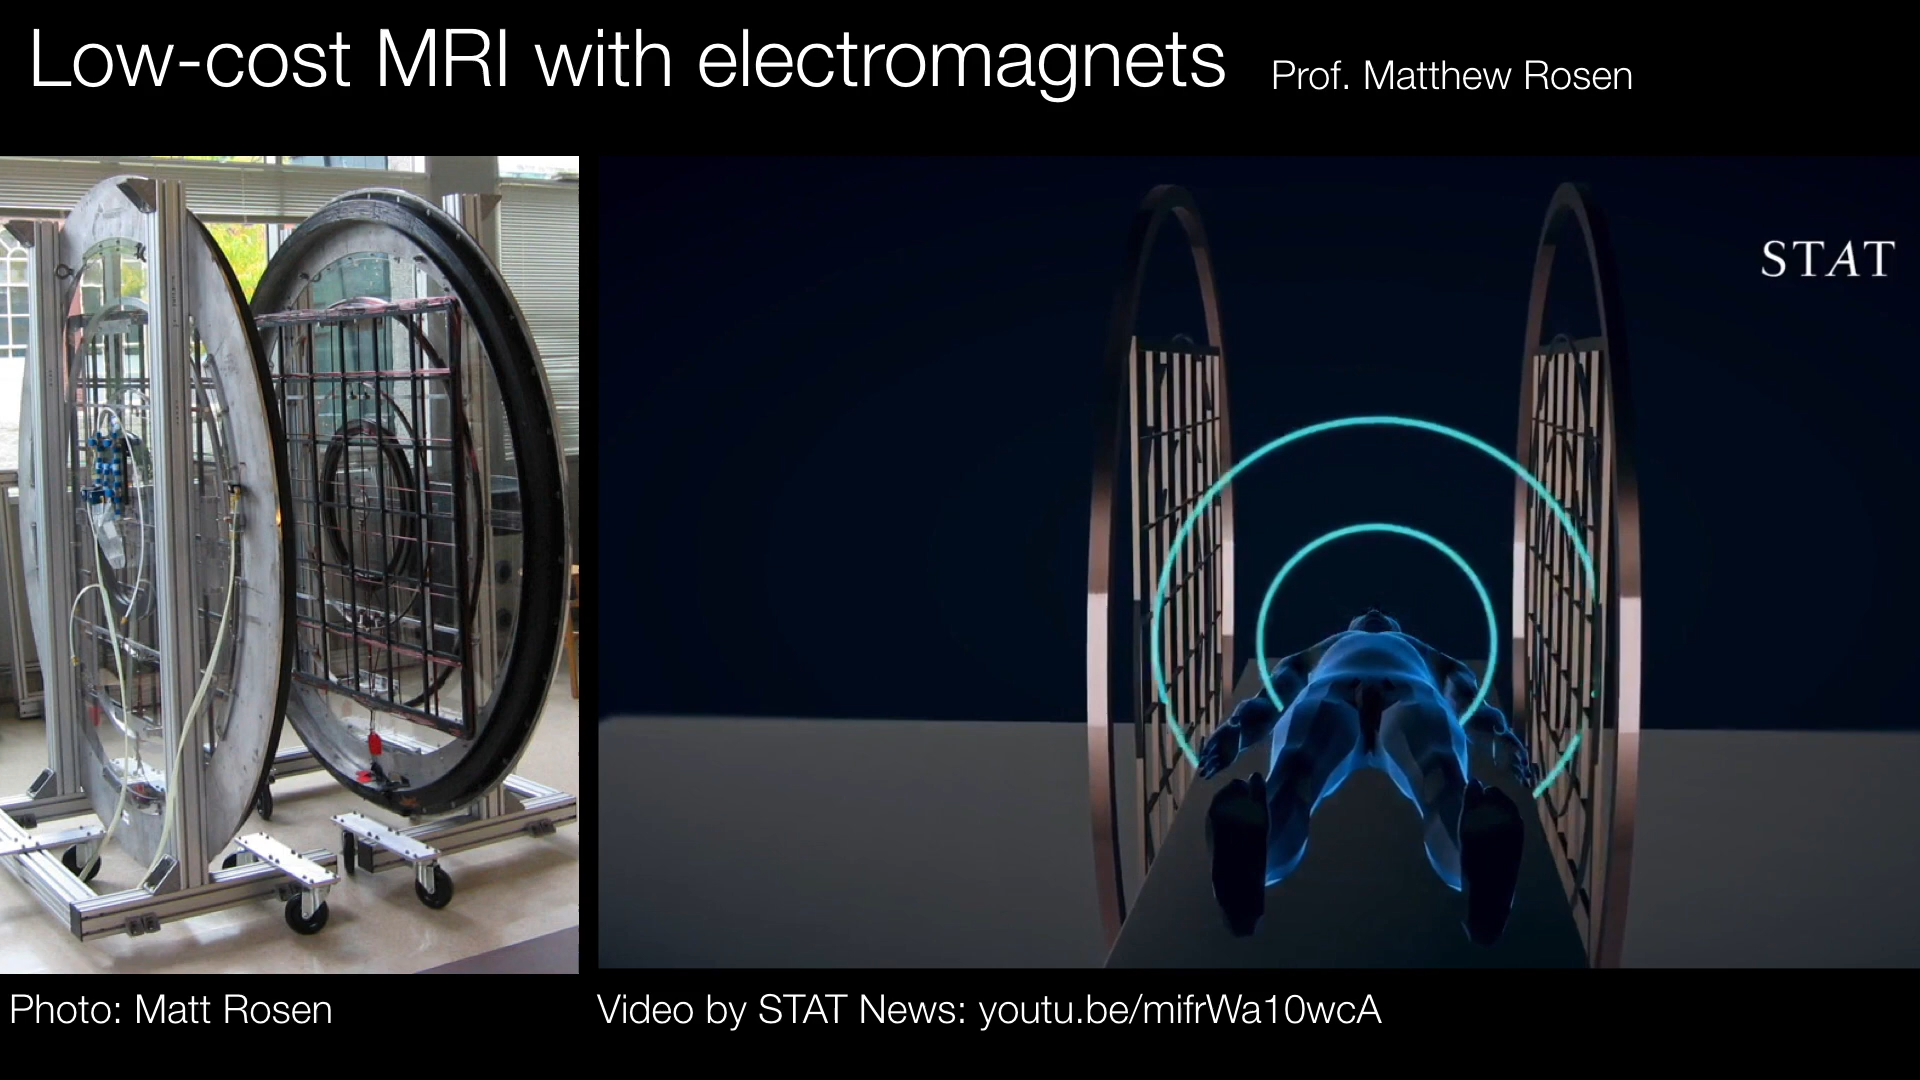 Low-cost MRI with electromagnets Prof. Matthew Rosen
STAT
Photo: Matt Rosen
Video by STAT News: youtu.be/mifrWa10wcA